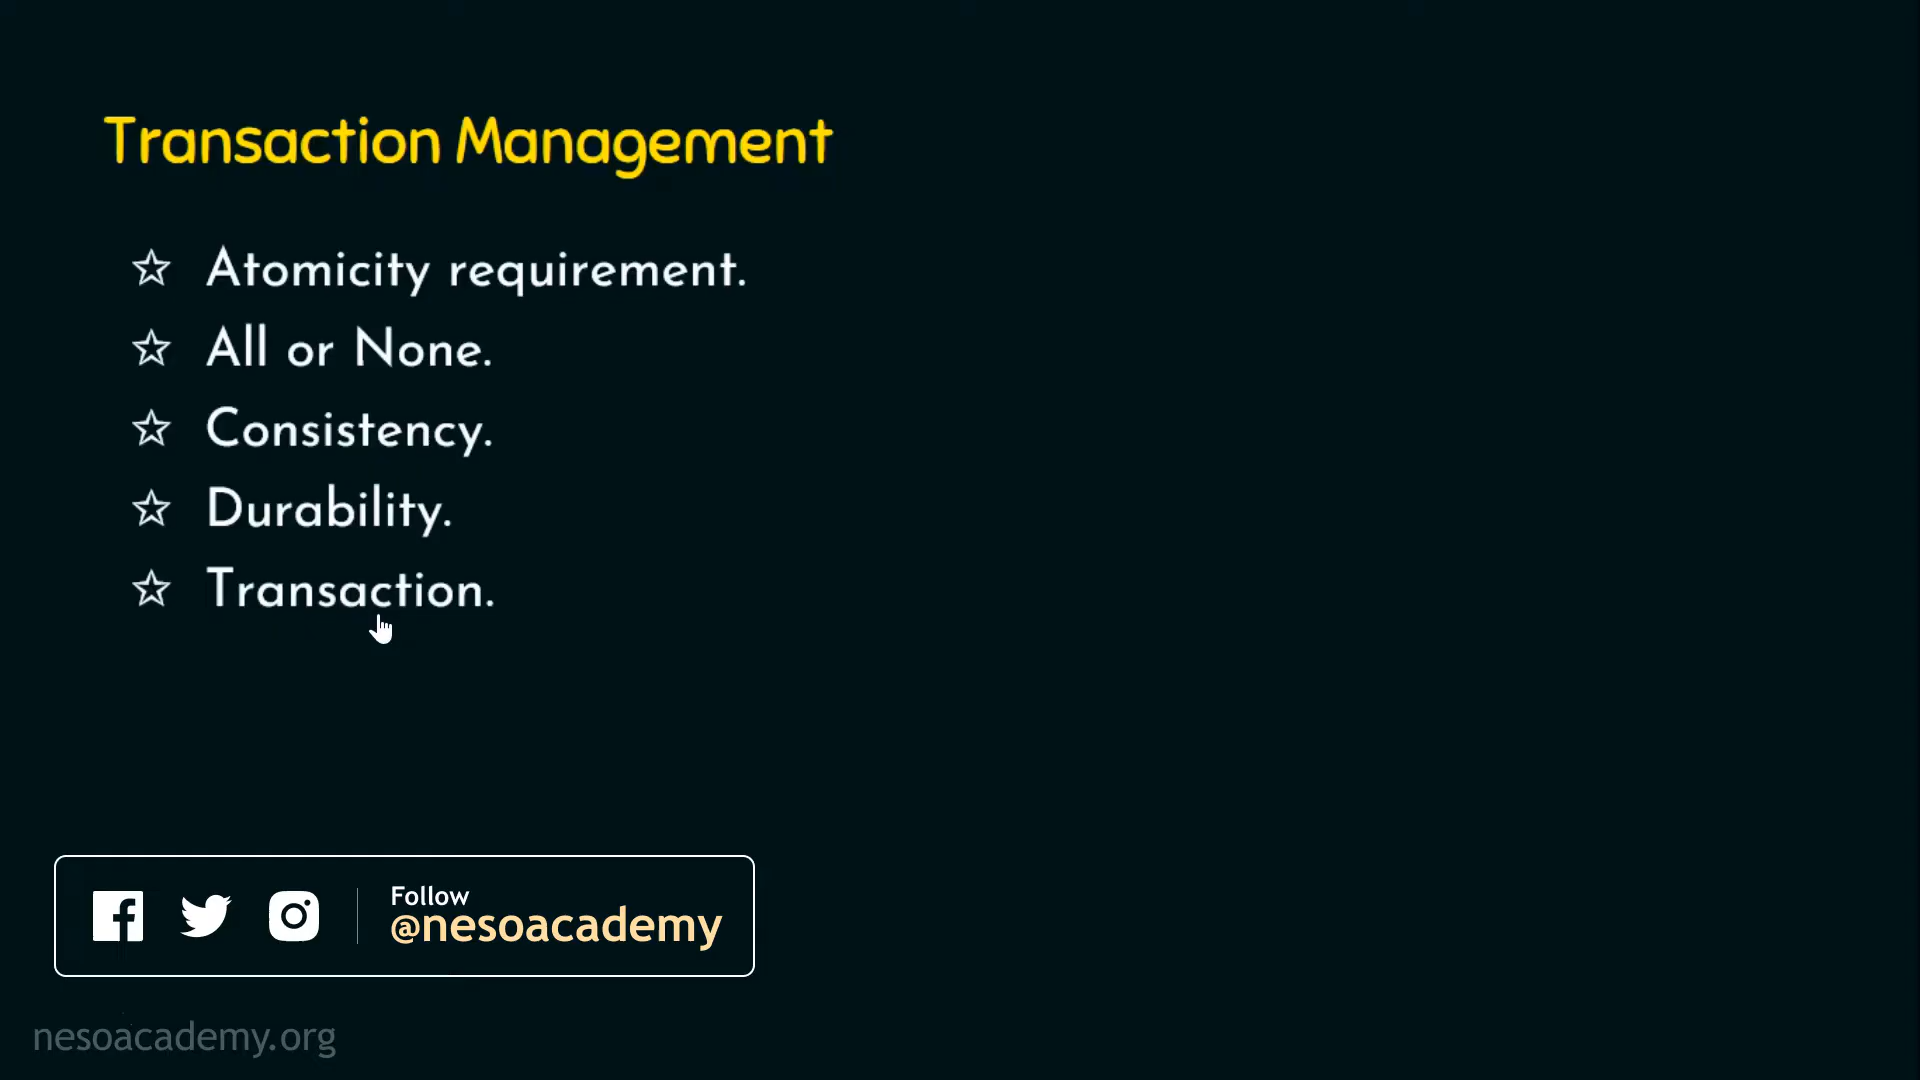 Transaction Management
☆ Atomicity requirement.
☆ All or None.
☆ Consistency.
☆ Durability.
☆ Transaction.
Follow
@nesoacademy
nesoacademy.org